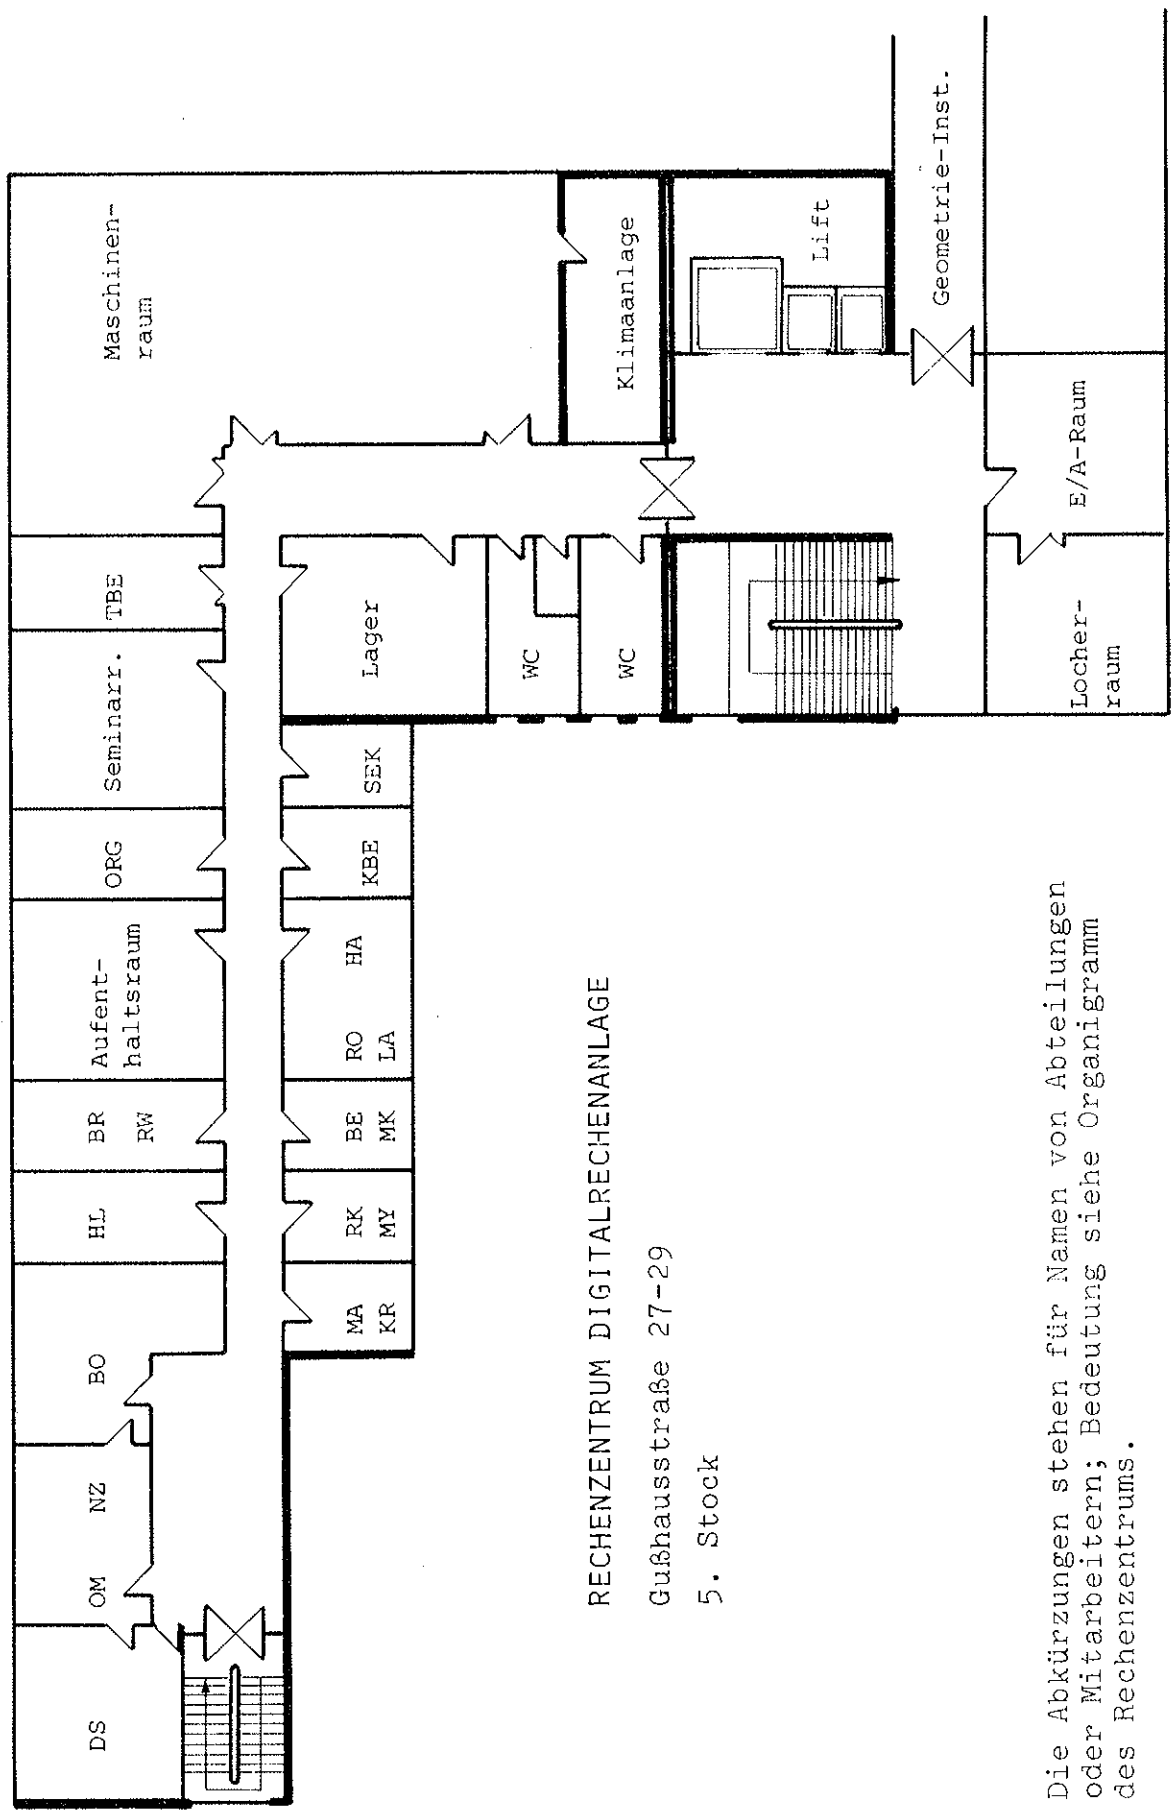 DS
OM NZ
BO
HL
BR
RW
Aufent-
haltsraum
ORG
Seminarr.
TBE
Maschinen-
raum
MA
KR
RK
MY
BE
MK
RO
LA
HA
KBE
SEK
Lager
WC
WC
Klimaanlage
Lift
Geometrie-Inst.
Locher-
raum
E/A-Raum
RECHENZENTRUM DIGITALRECHENANLAGE
Gußhausstraße 27-29
5. Stock
Die Abkürzungen stehen für Namen von Abteilungen
oder Mitarbeitern; Bedeutung siehe Organigramm
des Rechenzentrums.